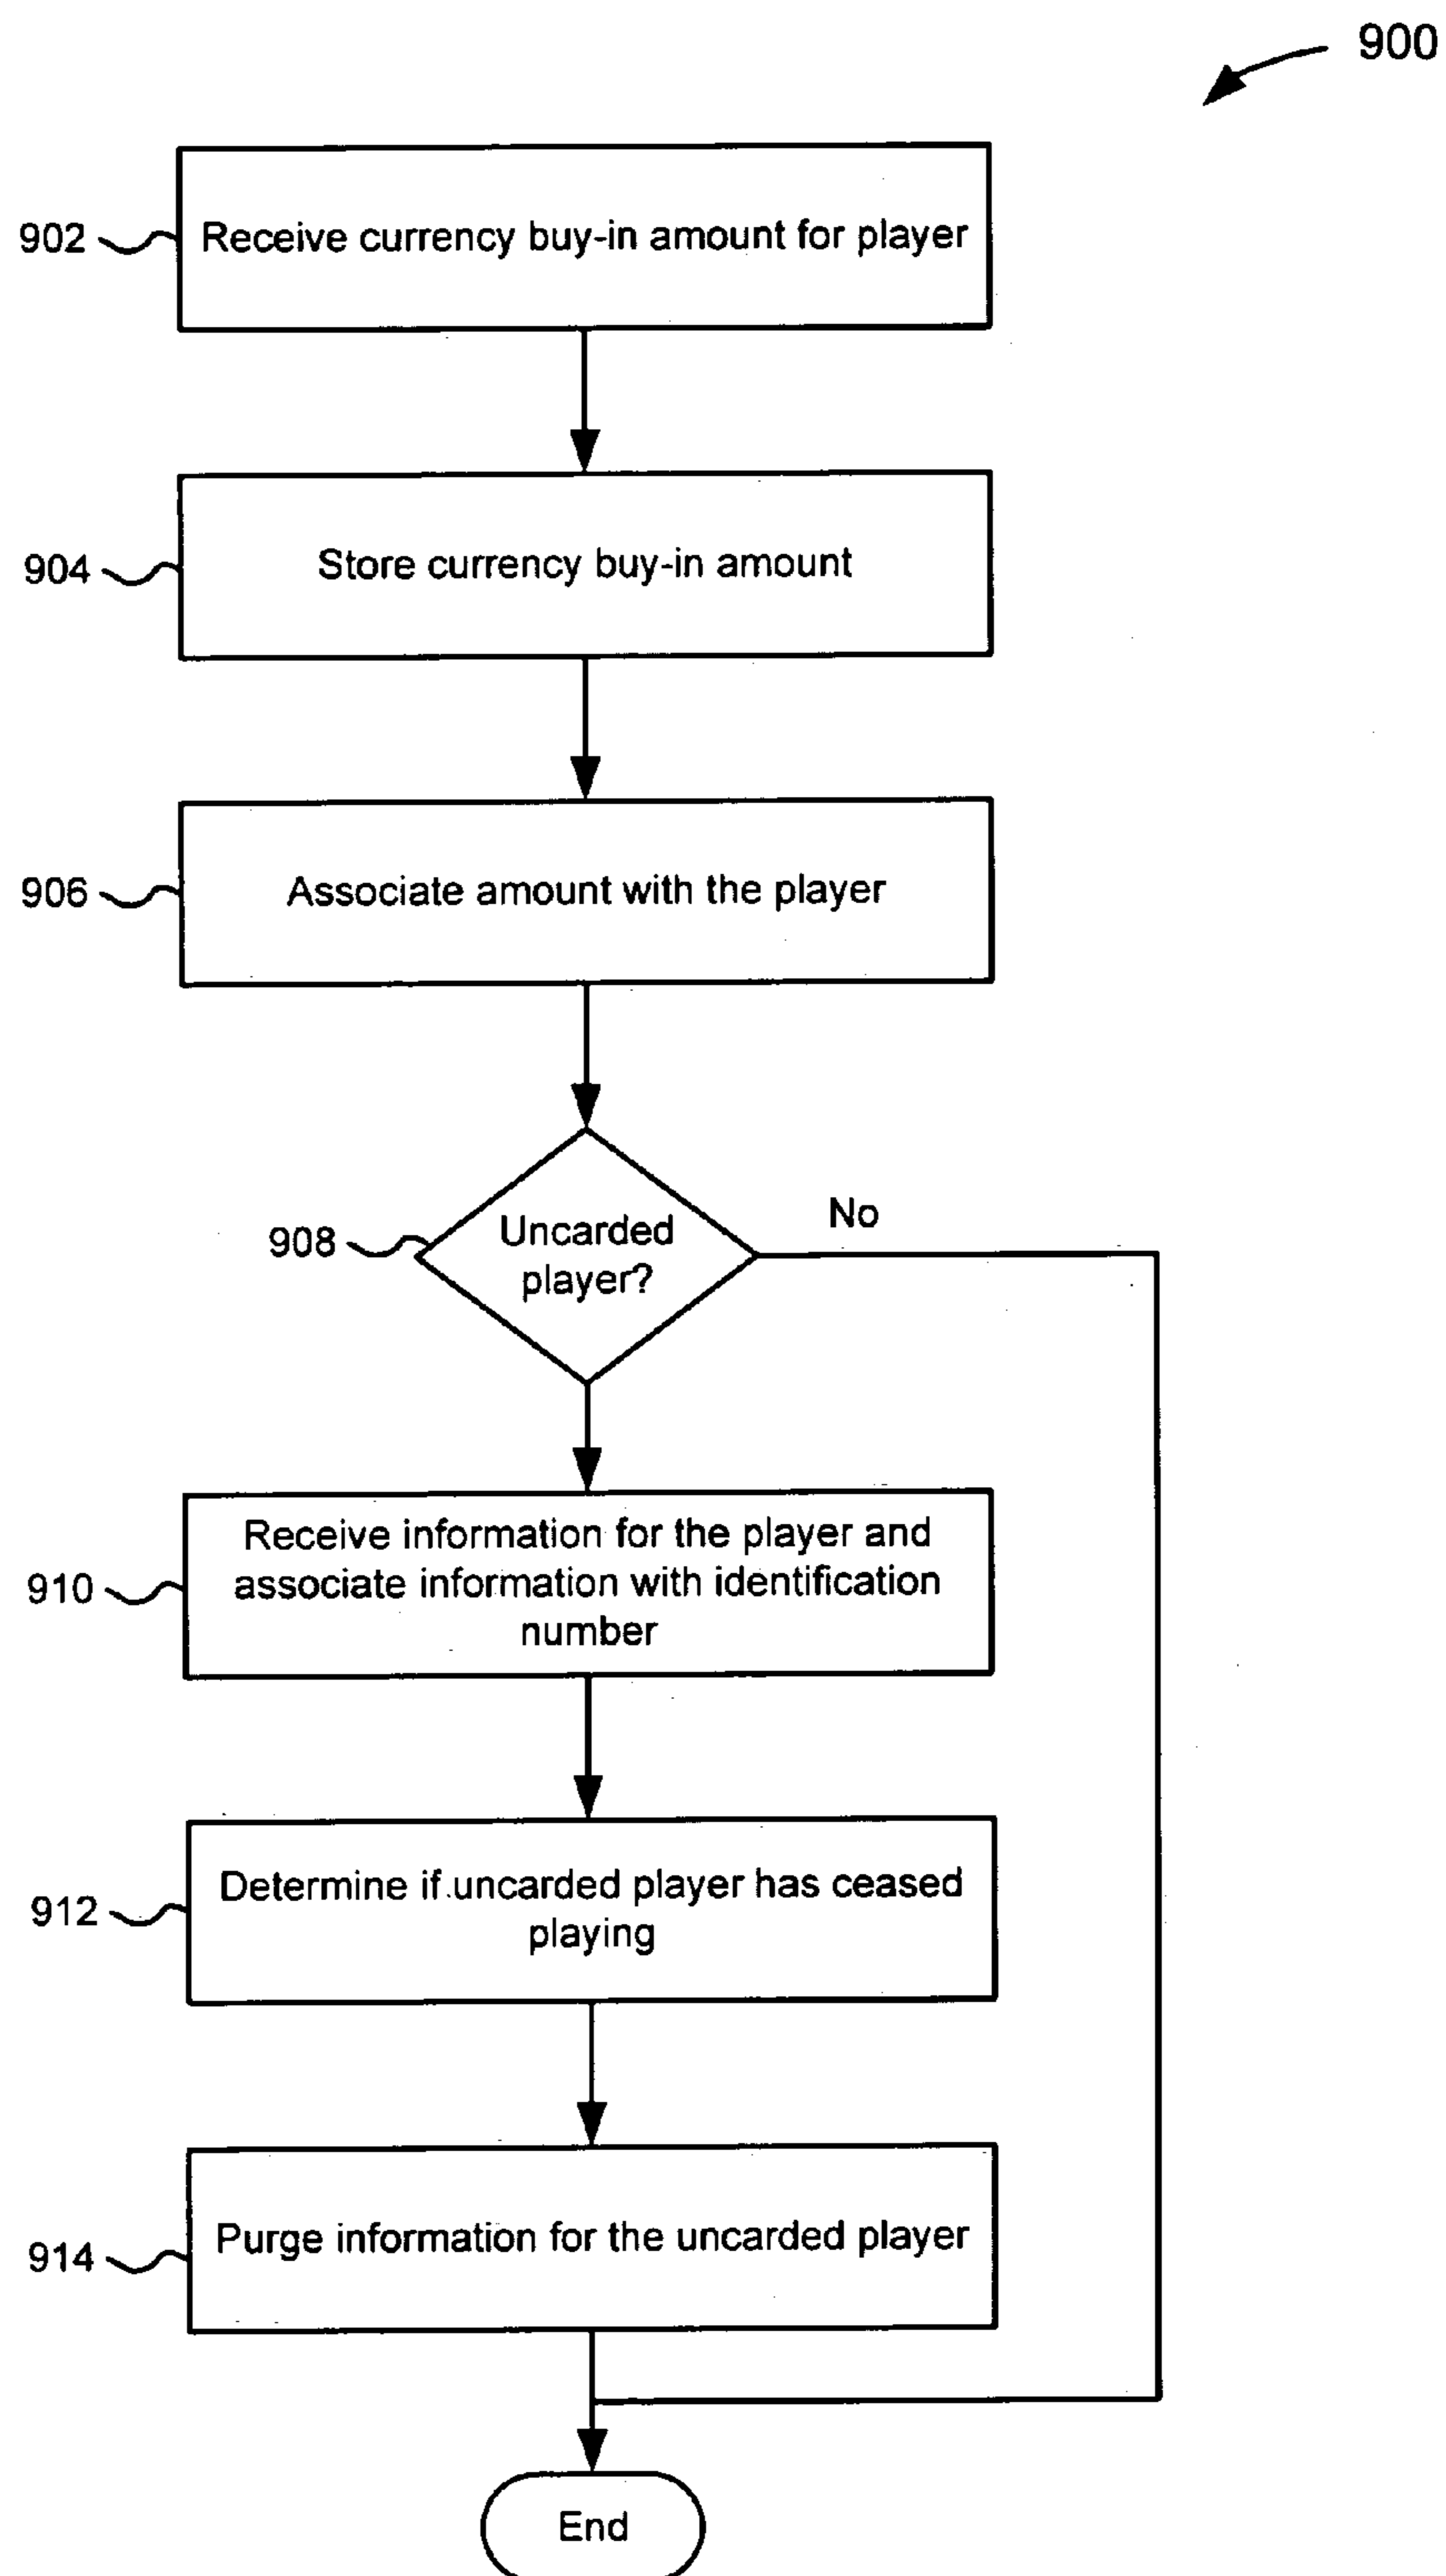 900
902
Receive currency buy-in amount for player
904
Store currency buy-in amount
906
Associate amount with the player
908
Uncarded
player?
No
910
Receive information for the player and
associate information with identification
number
912
Determine if uncarded player has ceased
playing
914
Purge information for the uncarded player
End